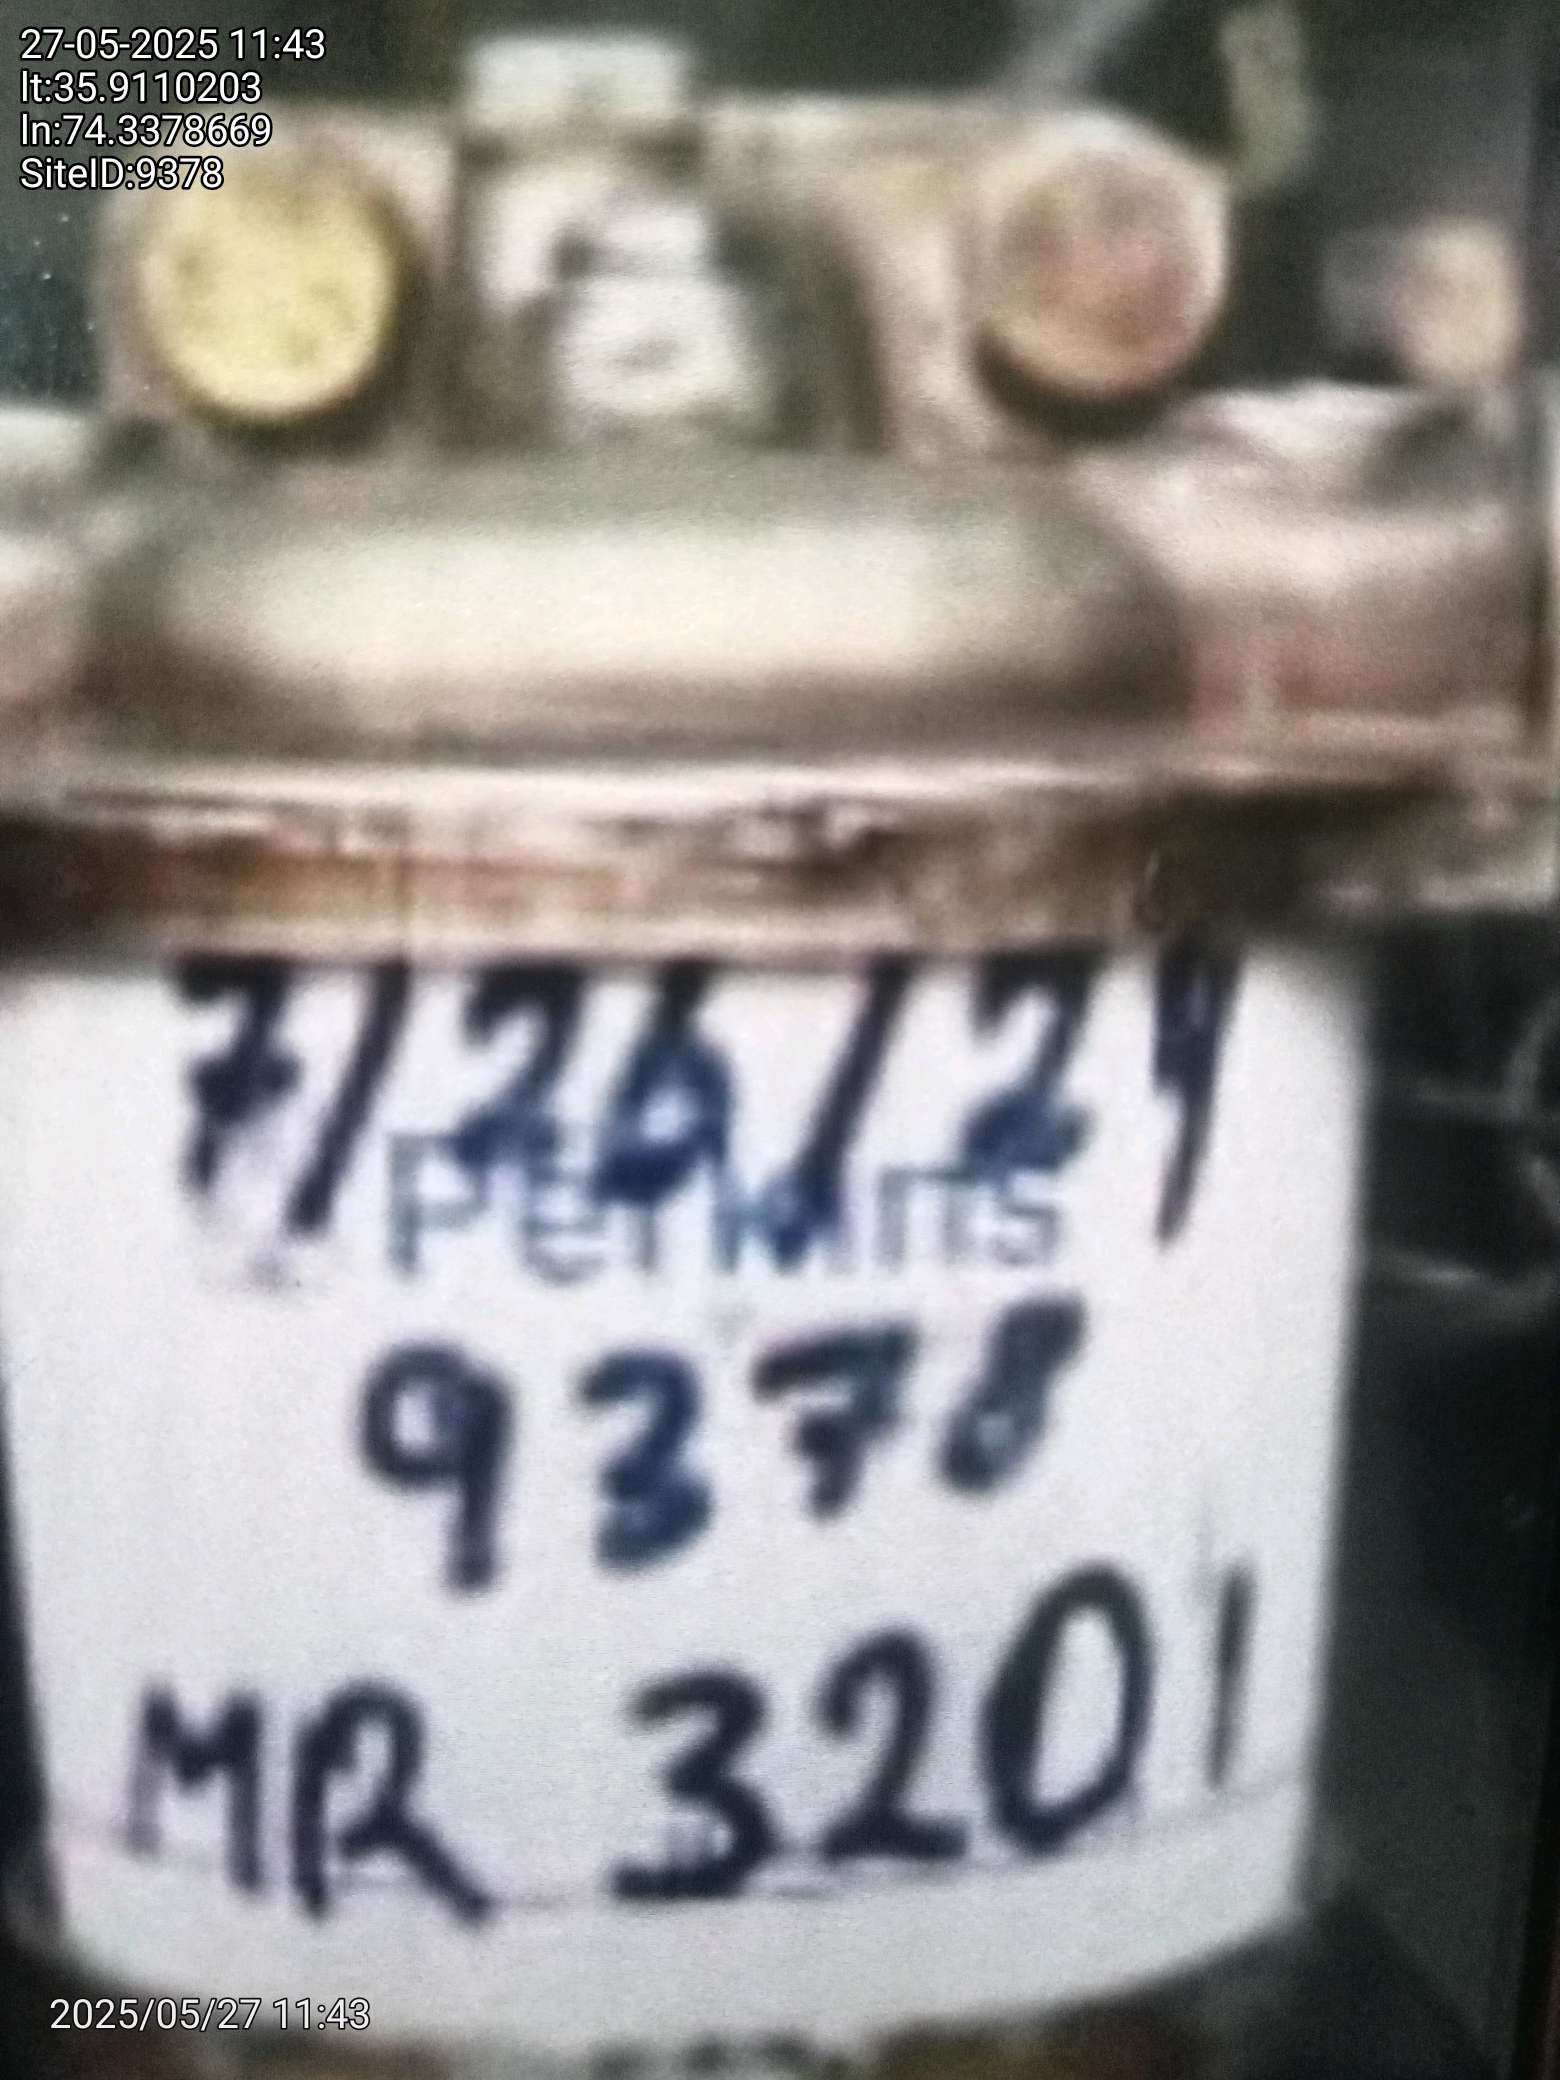 27-05-2025 11:43
lt:35.9110203
ln:74.3378669
SiteID:9378
7/26/24
Perkins
9378
MR 3201
2025/05/27 11:43